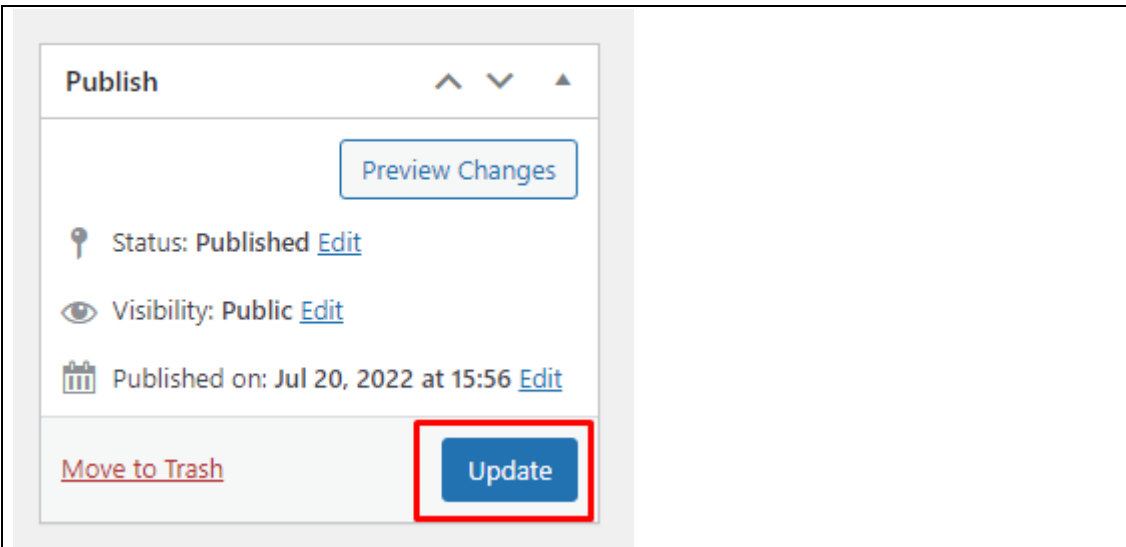 Publish
Preview Changes
Status: Published Edit
Visibility: Public Edit
Published on: Jul 20, 2022 at 15:56 Edit
Move to Trash Update